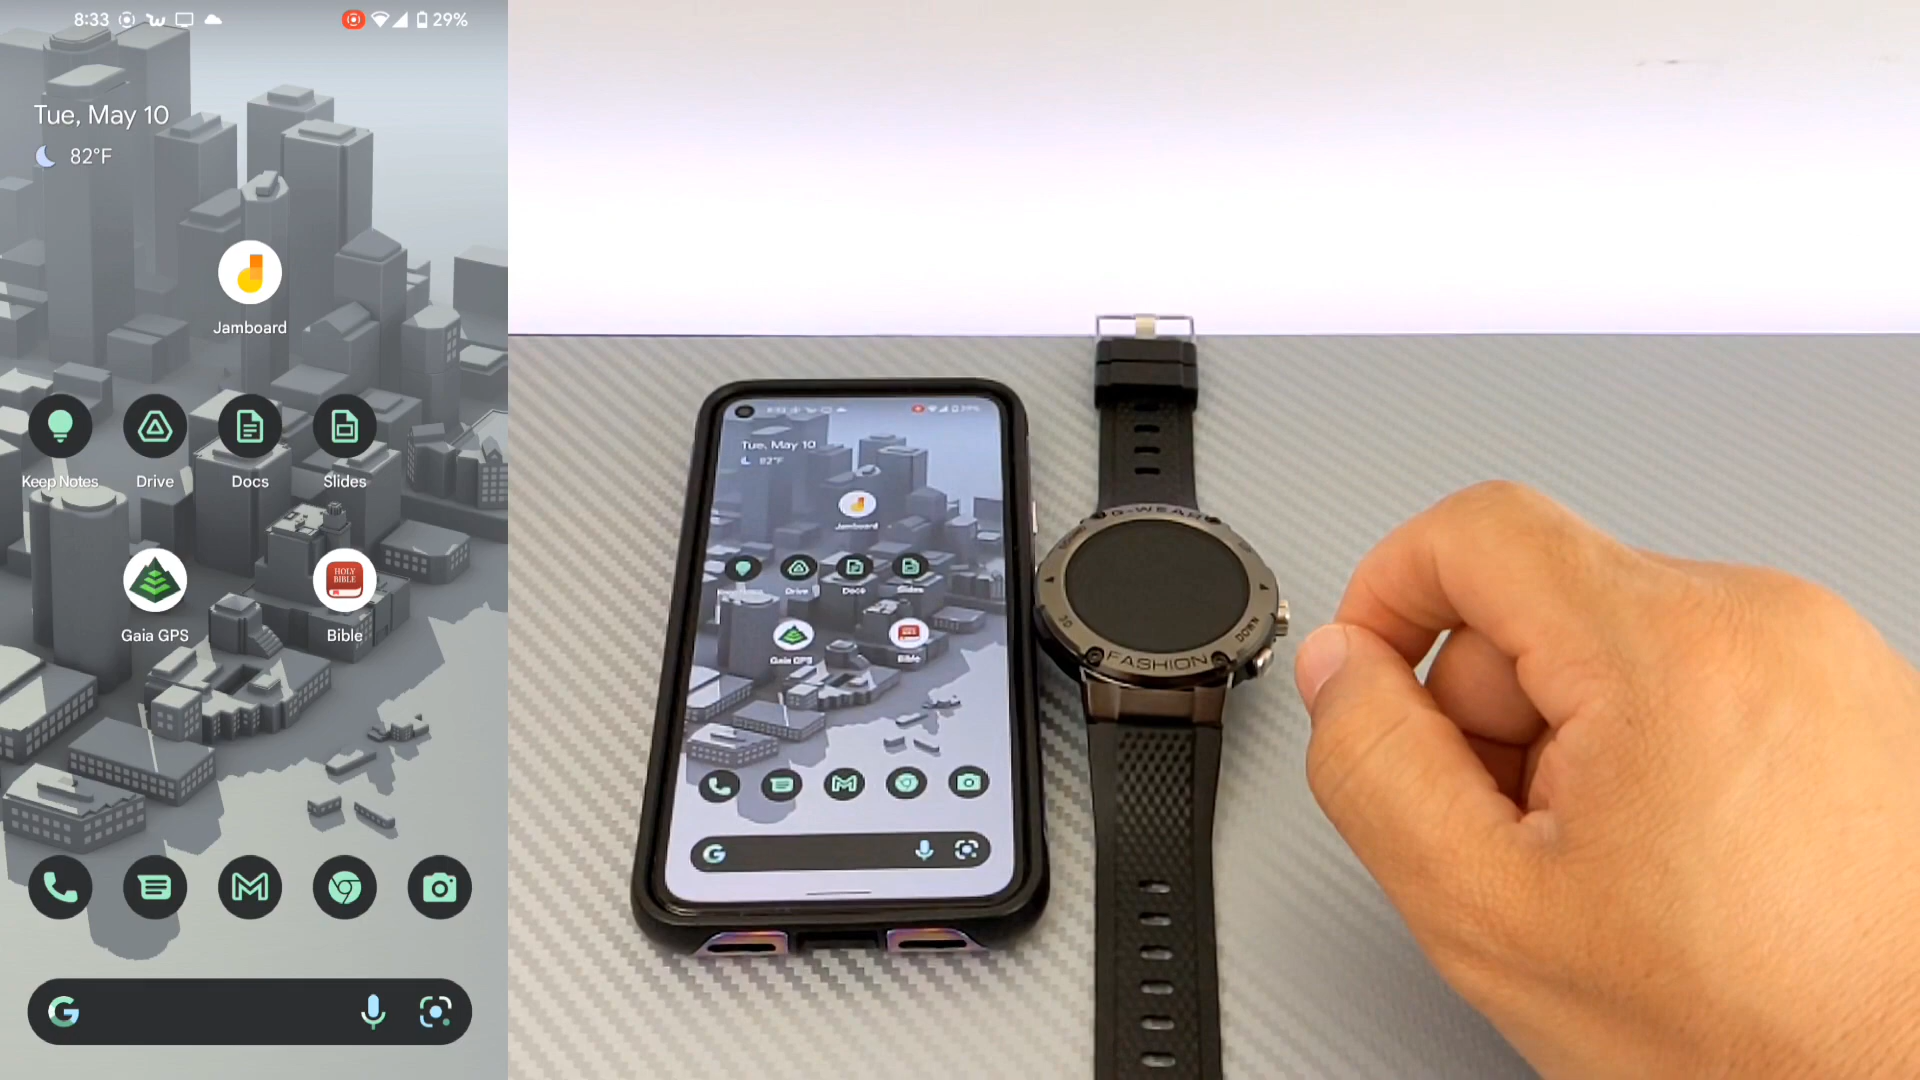 8:33
29%
Tue, May 10
82°F
Jamboard
Keep Notes
Drive
Docs
Slides
HOLY
BIBLE
Gaia GPS
Bible
G
Tue, May 10
82°F
Jamboard
Drive
Docs
Slides
Gaia GPS
Bible
G
G-WEAR
DOWN
FASHION